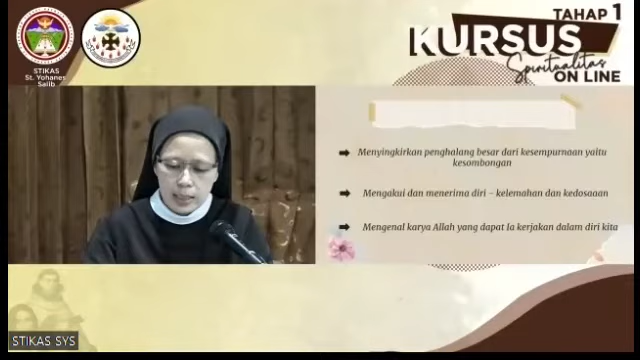 TAHAP 1
KURSUS
Spiritualitas
ON LINE
STIKAS
St. Yohanes
Salib
Menyingkirkan penghalang besar dari kesempurnaan yaitu
kesombongan
Mengakui dan menerima diri – kelemahan dan kedosaaan
Mengenal karya Allah yang dapat Ia kerjakan dalam diri kita
STIKAS SYS